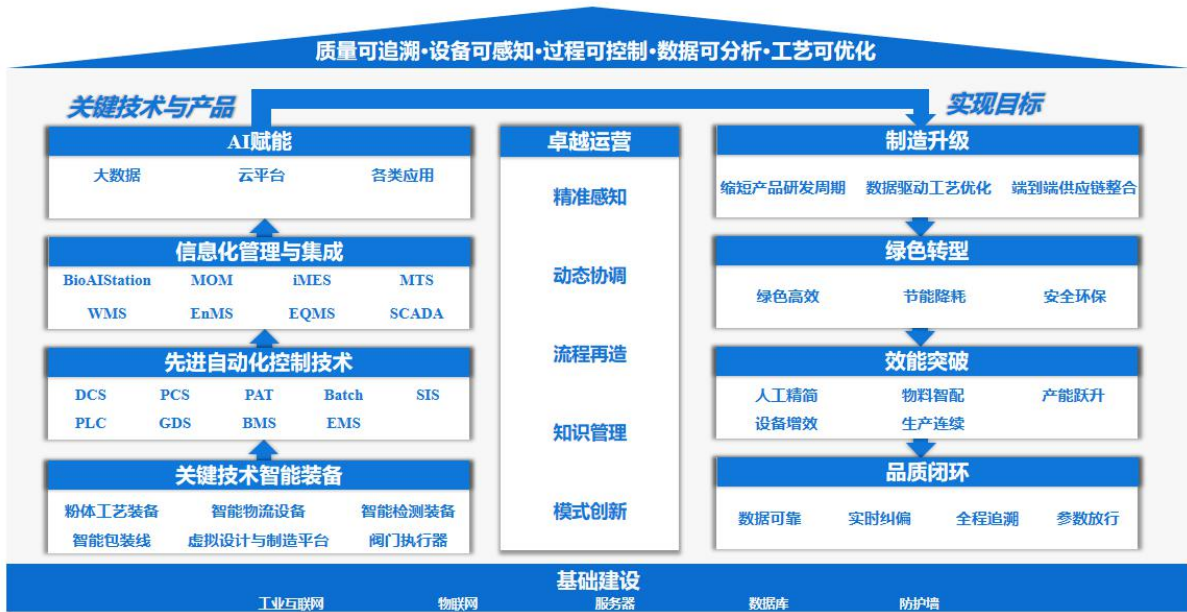 质量可追溯•设备可感知•过程可控制•数据可分析•工艺可优化
关键技术与产品
AI赋能
大数据 云平台 各类应用
信息化管理与集成
BioAIStation MOM iMES MTS
WMS EnMS EQMS SCADA
先进自动化控制技术
DCS PCS PAT Batch SIS
PLC GDS BMS EMS
关键技术智能装备
粉体工艺装备 智能物流设备 智能检测装备
智能包装线 虚拟设计与制造平台 阀门执行器
卓越运营
精准感知
动态协调
流程再造
知识管理
模式创新
实现目标
制造升级
缩短产品研发周期 数据驱动工艺优化 端到端供应链整合
绿色转型
绿色高效 节能降耗 安全环保
效能突破
人工精简 物料智配 产能跃升
设备增效 生产连续
品质闭环
数据可靠 实时纠偏 全程追溯 参数放行
基础建设
工业互联网 物联网 服务器 数据库 防护墙